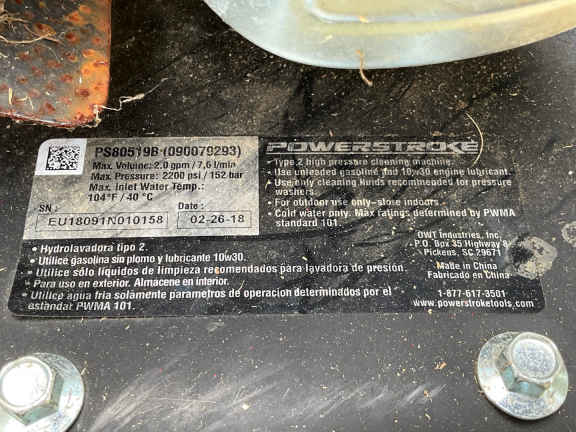 PS80519B (090079293)
Max. Volume: 2.0 gpm / 7,6 l/min
Max. Pressure: 2200 psi / 152 bar
Max. Inlet Water Temp.:
104°F / 40 °C
SN :
EU18091N010158
Date :
02-26-18
POWERSTROKE
• Type 2 high pressure cleaning machine.
• Use unleaded gasoline and 10w30 engine lubricant.
• Use only cleaning fluids recommended for pressure
washers.
• For outdoor use only-store indoors.
• Cold water only. Max ratings determined by PWMA
standard 101.
• Hydrolavadora tipo 2.
• Utilice gasolina sin plomo y lubricante 10w30.
• Utilice sólo líquidos de limpieza recomendados para lavadora de presión
• Para uso en exterior. Almacene en interior.
• Utilice agua fria solamente parametros de operacion determinados por el
estándar PWMA 101.
OWT Industries, Inc.
P.O. Box 35 Highway 8
Pickens, SC 29671
Made in China
Fabricado en China
1-877-617-3501
www.powerstroketools.com